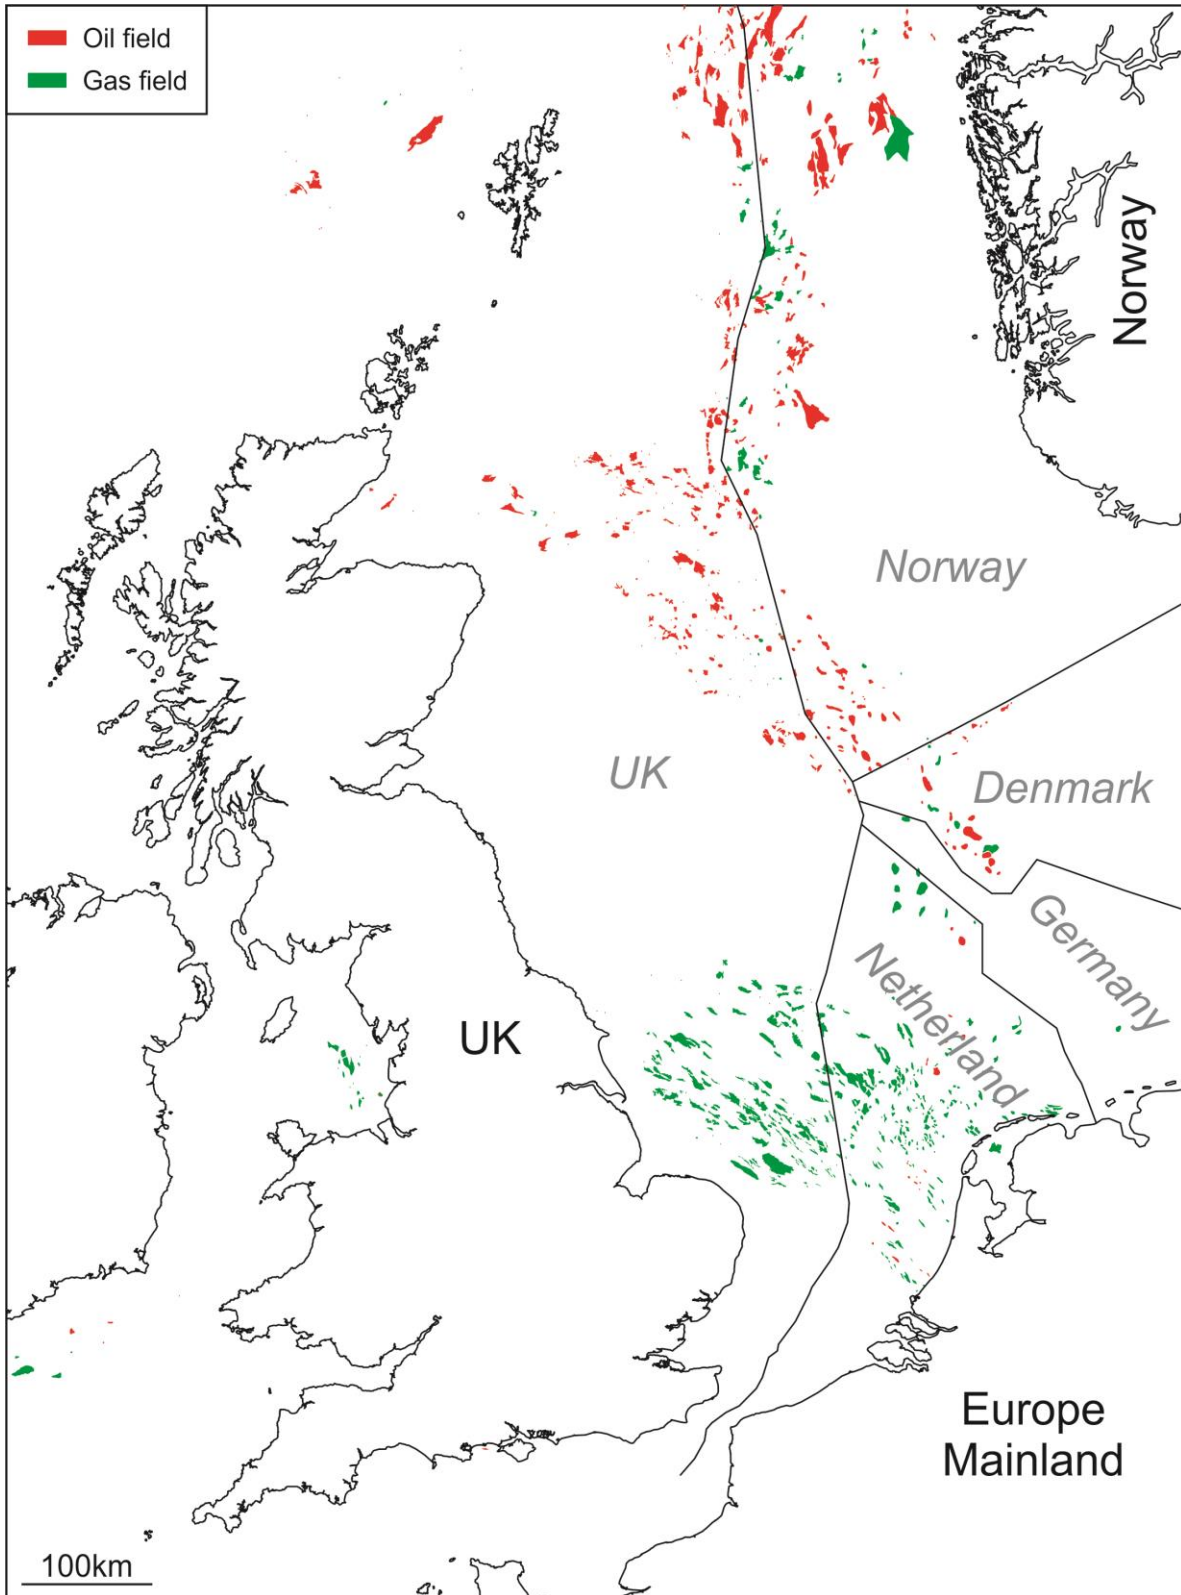 Oil field
Gas field
Norway
Norway
UK
Denmark
Germany
Netherland
UK
Europe
Mainland
100km